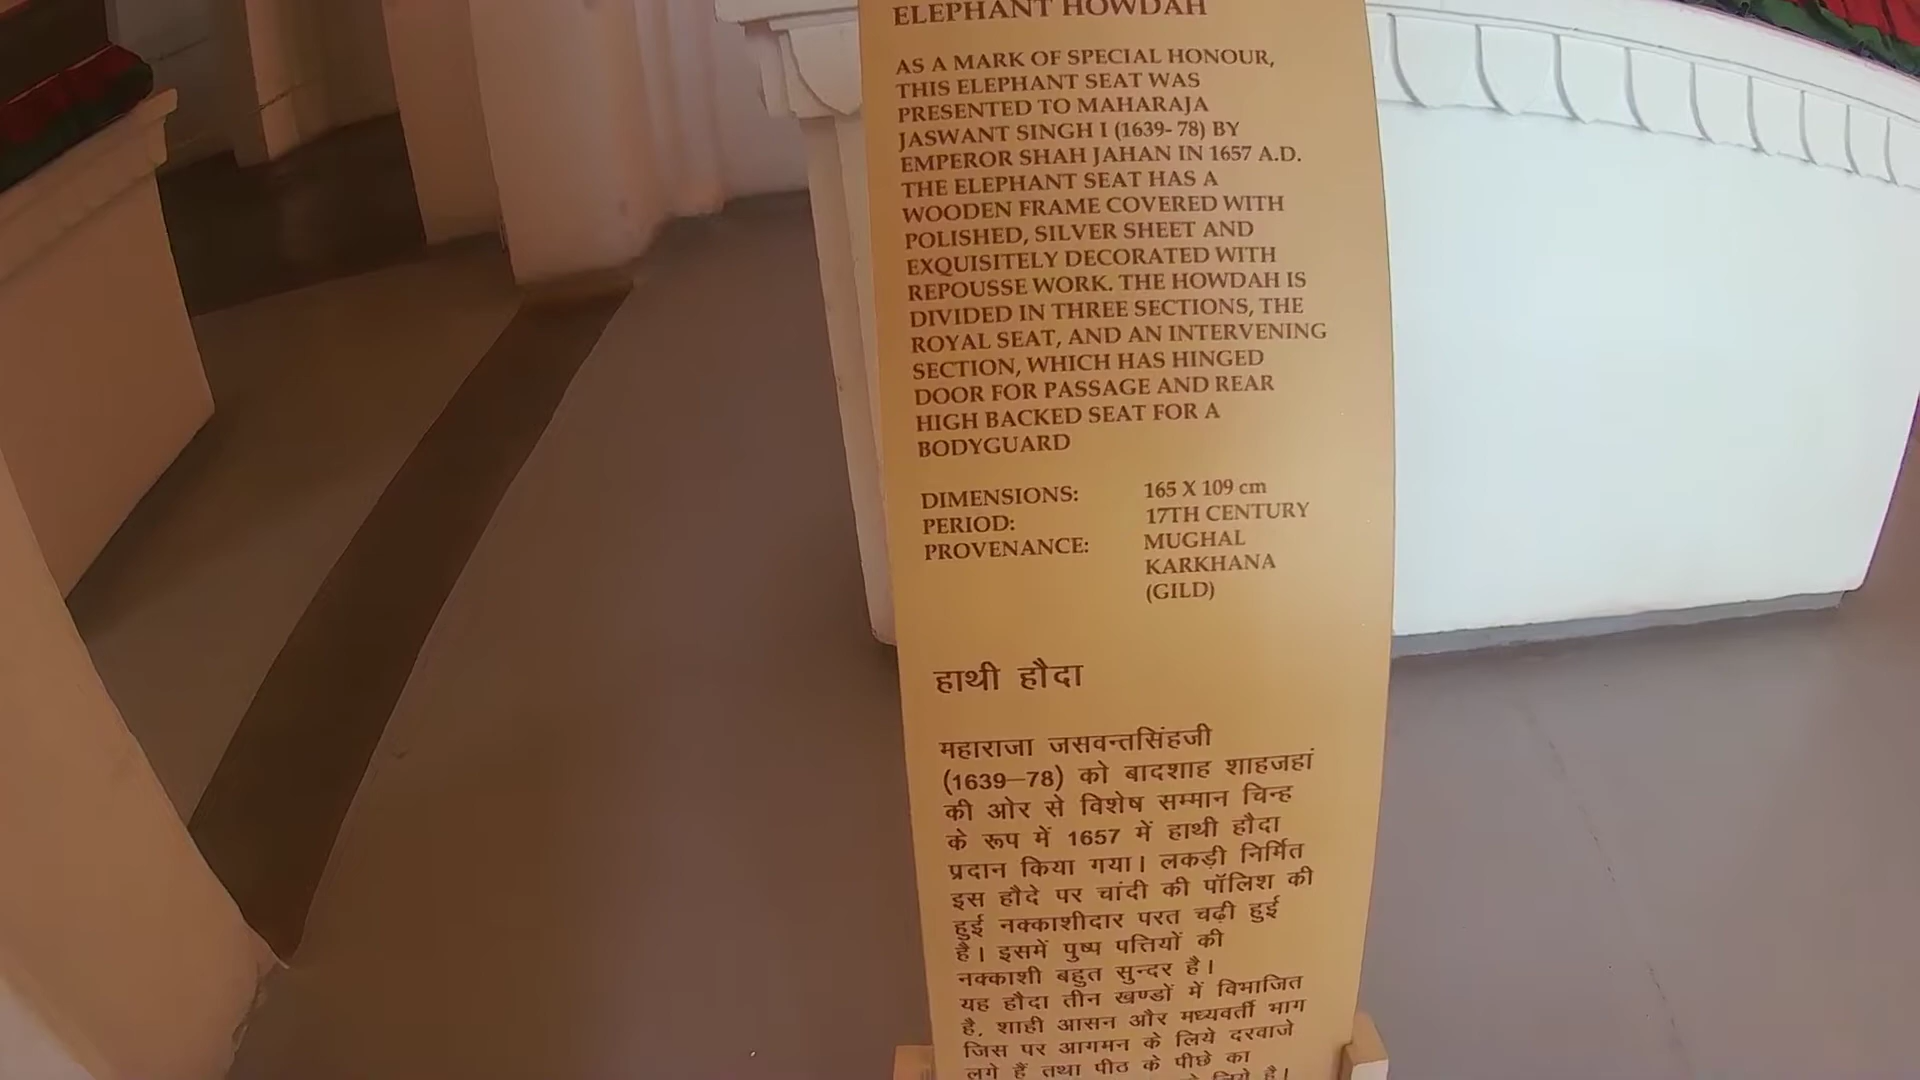 ELEPHANT HOWDAH
AS A MARK OF SPECIAL HONOUR,
THIS ELEPHANT SEAT WAS
PRESENTED TO MAHARAJA
JASWANT SINGH I (1639- 78) BY
EMPEROR SHAH JAHAN IN 1657 A.D.
THE ELEPHANT SEAT HAS A
WOODEN FRAME COVERED WITH
POLISHED, SILVER SHEET AND
EXQUISITELY DECORATED WITH
REPOUSSE WORK. THE HOWDAH IS
DIVIDED IN THREE SECTIONS, THE
ROYAL SEAT, AND AN INTERVENING
SECTION, WHICH HAS HINGED
DOOR FOR PASSAGE AND REAR
HIGH BACKED SEAT FOR A
BODYGUARD
DIMENSIONS: 165 X 109 cm
PERIOD: 17TH CENTURY
PROVENANCE: MUGHAL
KARKHANA
(GILD)
हाथी हौदा
महाराजा जसवन्तसिंहजी
(1639–78) को बादशाह शाहजहां
की ओर से विशेष सम्मान चिन्ह
के रूप में 1657 में हाथी हौदा
प्रदान किया गया। लकड़ी निर्मित
इस हौदे पर चांदी की पॉलिश की
हुई नक्काशीदार परत चढ़ी हुई
है। इसमें पुष्प पत्तियों की
नक्काशी बहुत सुन्दर है।
यह हौदा तीन खण्डों में विभाजित
है, शाही आसन और मध्यवर्ती भाग
जिस पर आगमन के लिये दरवाजे
लगे हैं तथा पीठ के पीछे का
लिये है।